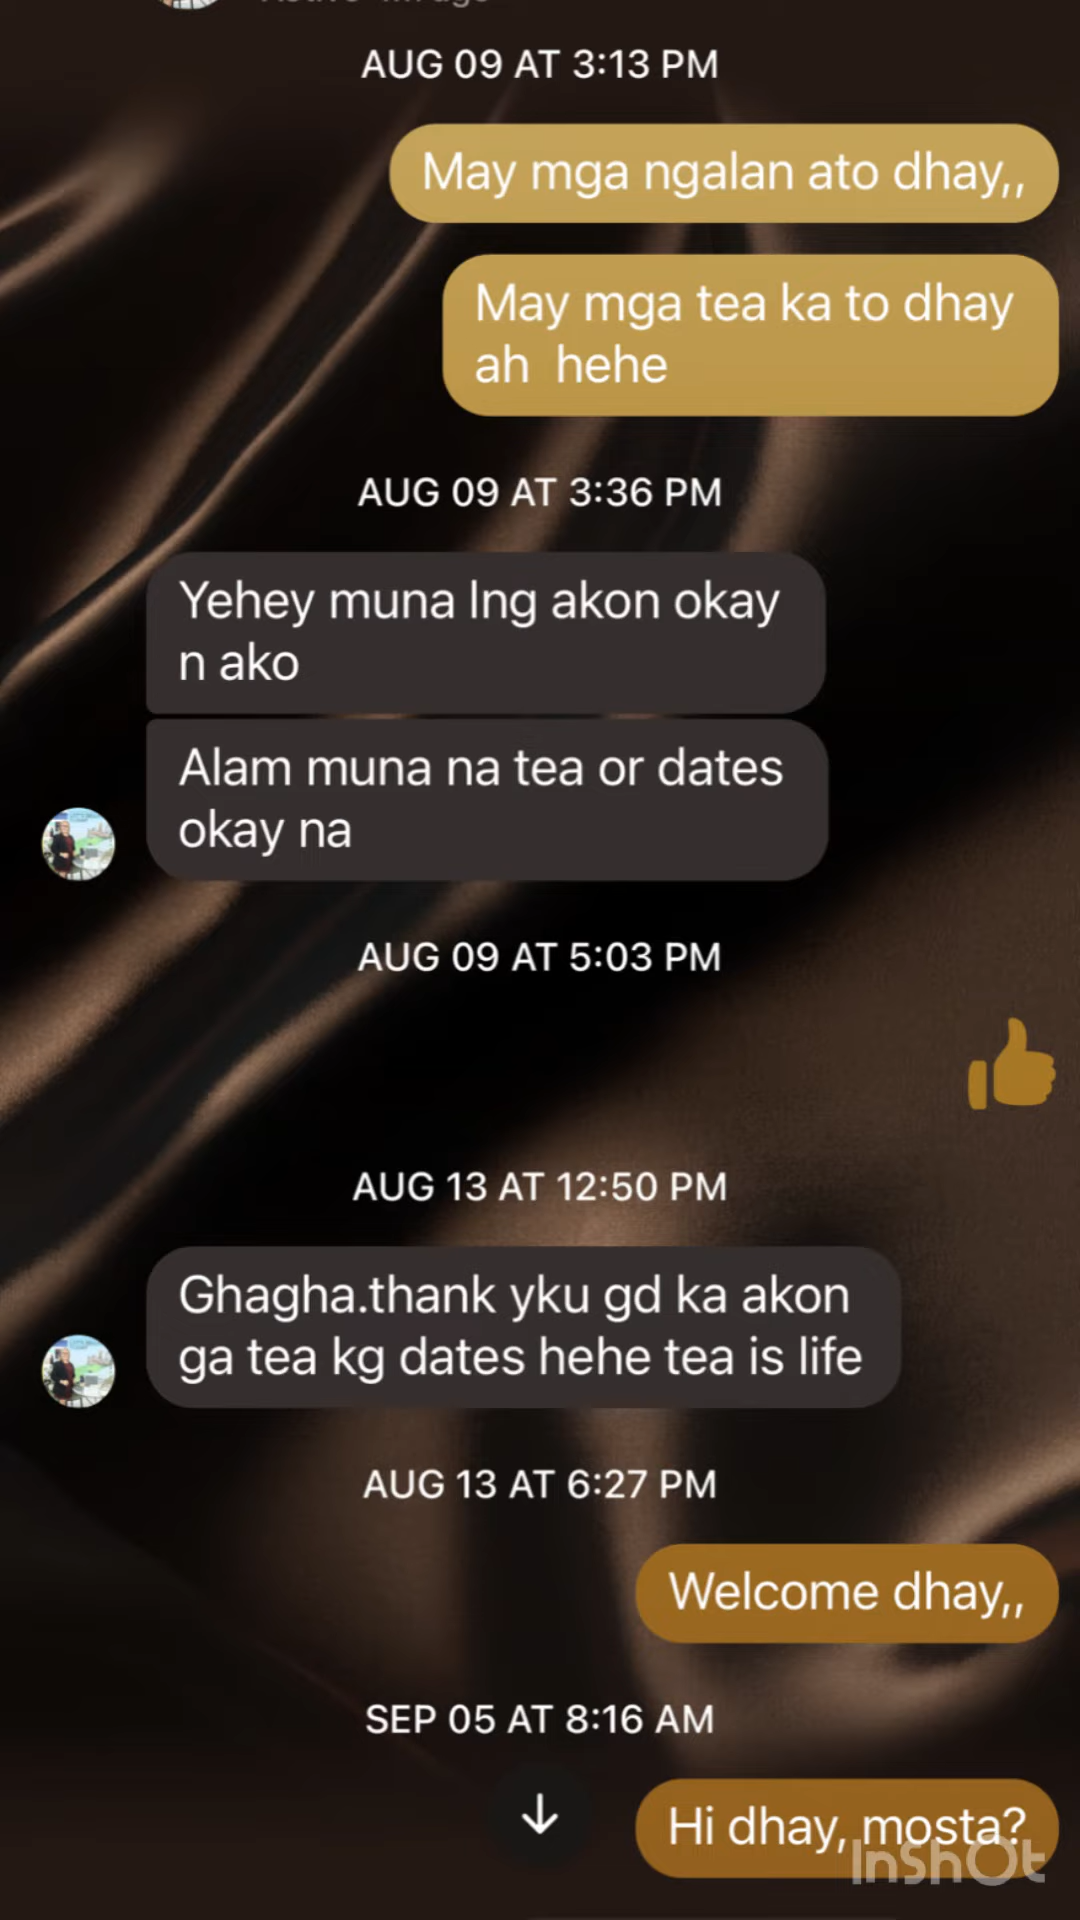 AUG 09 AT 3:13 PM
May mga ngalan ato dhay,,
May mga tea ka to dhay
ah hehe
AUG 09 AT 3:36 PM
Yehey muna lng akon okay
n ako
Alam muna na tea or dates
okay na
AUG 09 AT 5:03 PM
AUG 13 AT 12:50 PM
Ghagha.thank yku gd ka akon
ga tea kg dates hehe tea is life
AUG 13 AT 6:27 PM
Welcome dhay,,
SEP 05 AT 8:16 AM
Hi dhay, mosta?
InShOt